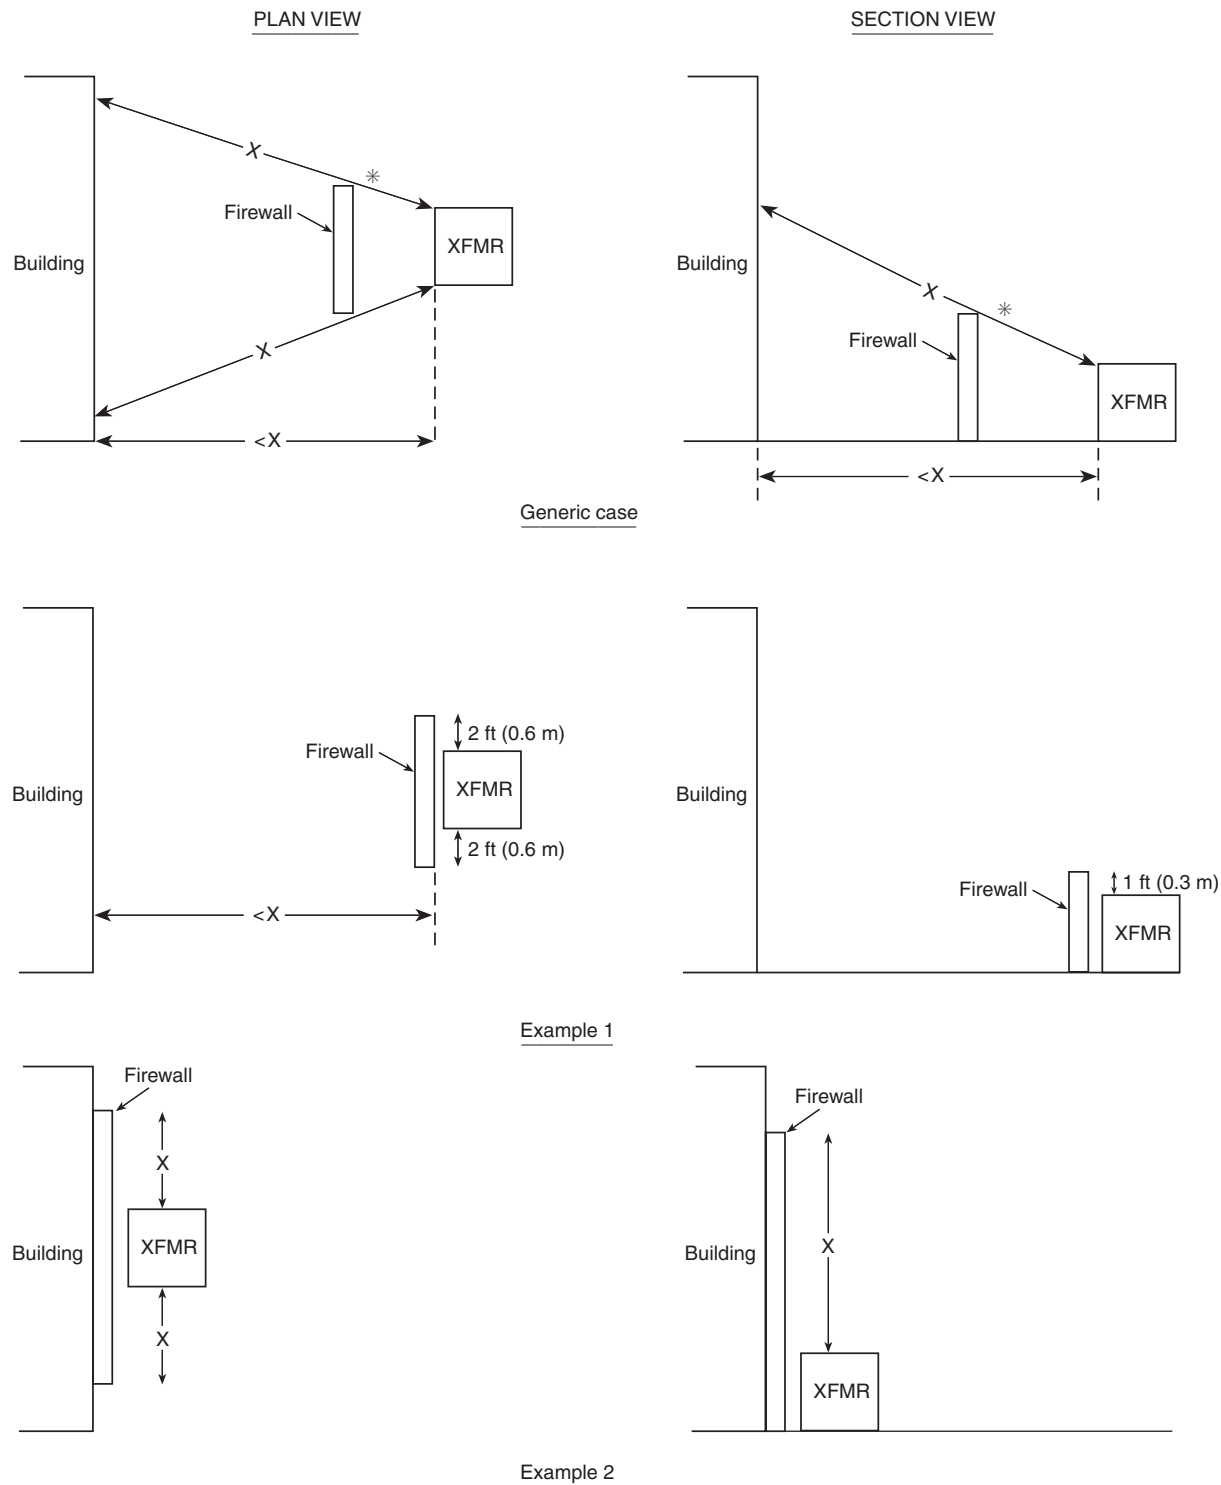 PLAN VIEW
SECTION VIEW
X
*
Firewall
XFMR
Building
X
<X
X
*
Firewall
Building
XFMR
<X
Generic case
2 ft (0.6 m)
Firewall
XFMR
Building
2 ft (0.6 m)
<X
Building
Firewall
1 ft (0.3 m)
XFMR
Example 1
Firewall
X
Building
XFMR
X
Firewall
X
Building
XFMR
Example 2